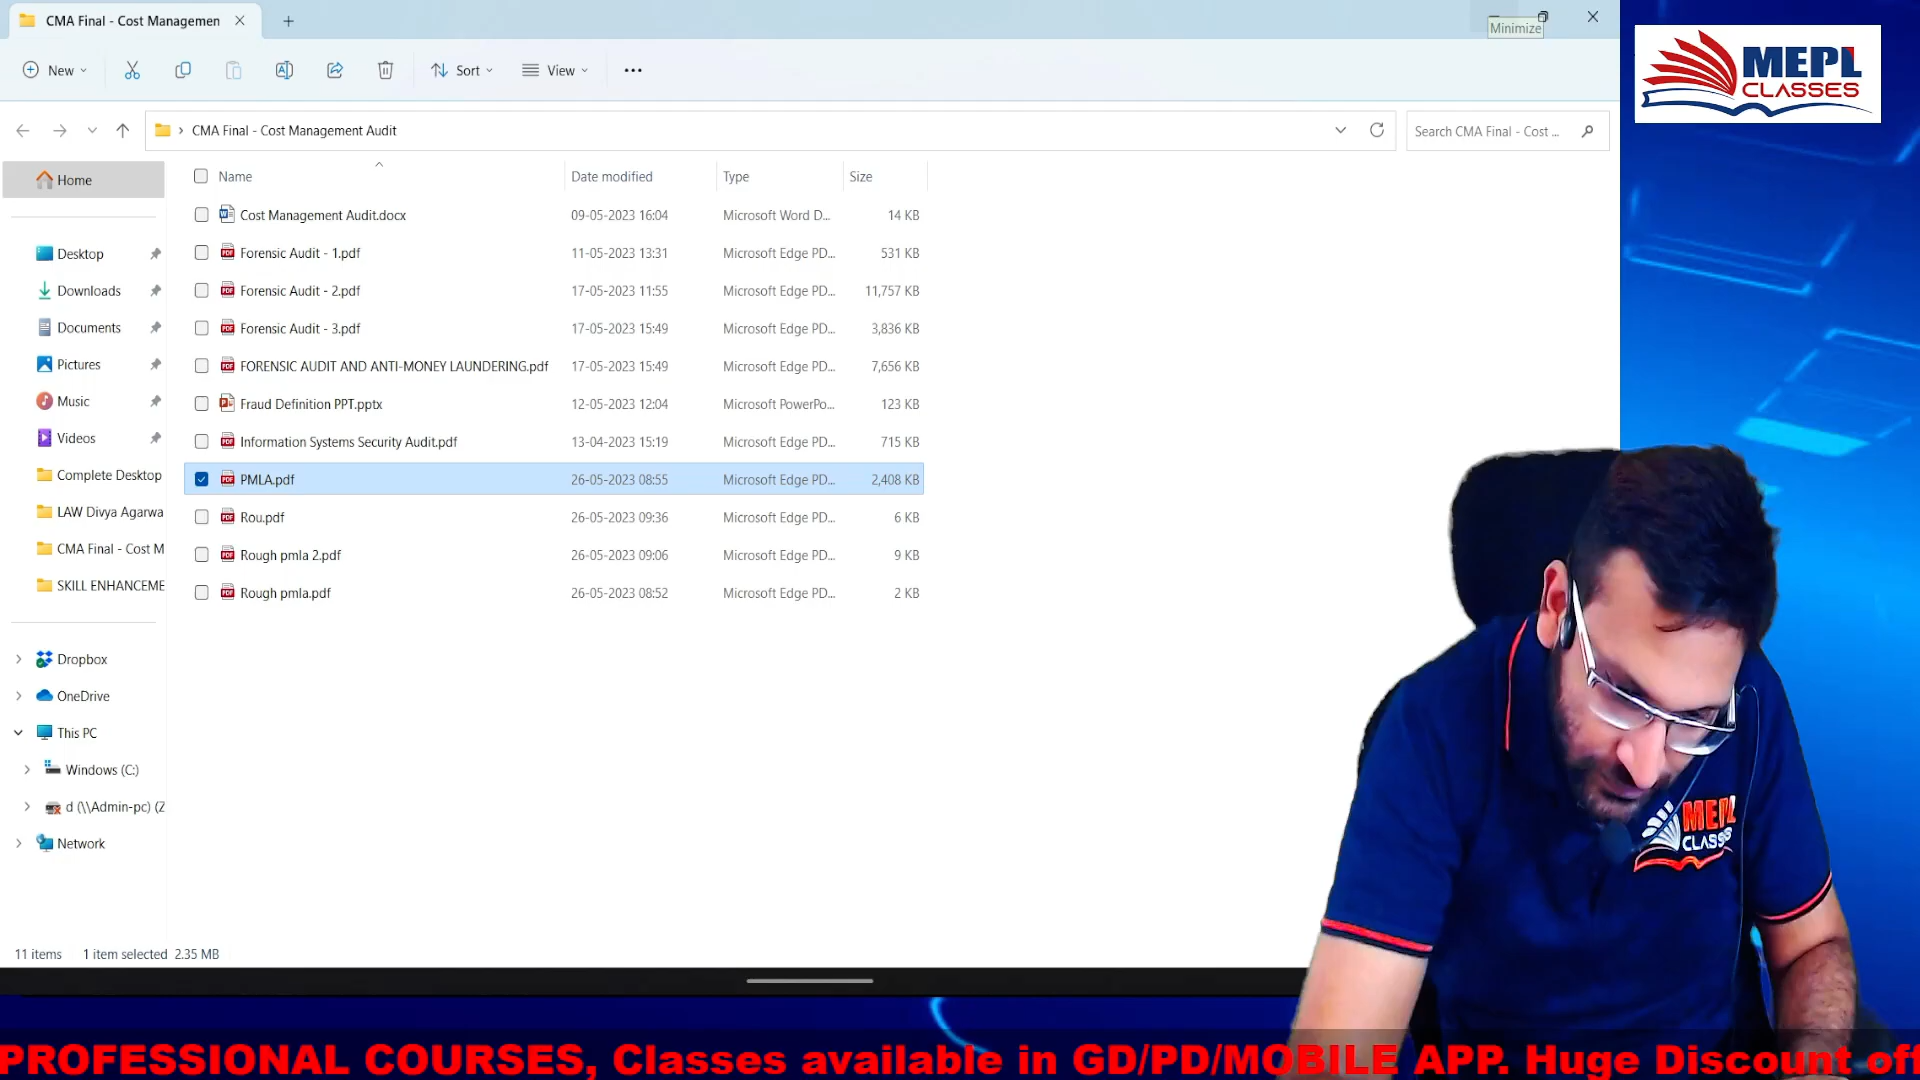 CMA Final - Cost Managemen
Minimize
New
Sort
View
CMA Final - Cost Management Audit
Search CMA Final - Cost ...
Name Date modified Type Size
Home
Desktop
Downloads
Documents
Pictures
Music
Videos
Complete Desktop
LAW Divya Agarwa
CMA Final - Cost M
SKILL ENHANCEME
Dropbox
OneDrive
This PC
Windows (C:)
d (\\Admin-pc) (Z
Network
Cost Management Audit.docx 09-05-2023 16:04 Microsoft Word D... 14 KB
Forensic Audit - 1.pdf 11-05-2023 13:31 Microsoft Edge PD... 531 KB
Forensic Audit - 2.pdf 17-05-2023 11:55 Microsoft Edge PD... 11,757 KB
Forensic Audit - 3.pdf 17-05-2023 15:49 Microsoft Edge PD... 3,836 KB
FORENSIC AUDIT AND ANTI-MONEY LAUNDERING.pdf 17-05-2023 15:49 Microsoft Edge PD... 7,656 KB
Fraud Definition PPT.pptx 12-05-2023 12:04 Microsoft PowerPo... 123 KB
Information Systems Security Audit.pdf 13-04-2023 15:19 Microsoft Edge PD... 715 KB
PMLA.pdf 26-05-2023 08:55 Microsoft Edge PD... 2,408 KB
Rou.pdf 26-05-2023 09:36 Microsoft Edge PD... 6 KB
Rough pmla 2.pdf 26-05-2023 09:06 Microsoft Edge PD... 9 KB
Rough pmla.pdf 26-05-2023 08:52 Microsoft Edge PD... 2 KB
11 items 1 item selected 2.35 MB
MEPL
CLASSES
MEPL
CLASSES
PROFESSIONAL COURSES, Classes available in GD/PD/MOBILE APP. Huge Discount off